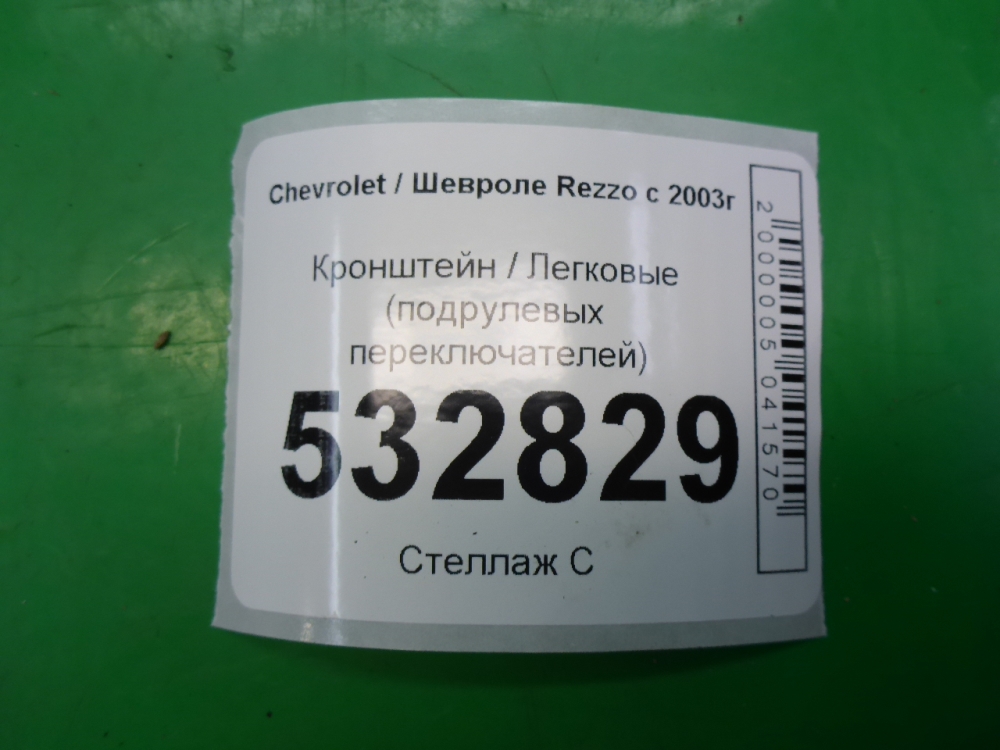 Chevrolet / Шевроле Rezzo с 2003г
Кронштейн / Легковые
(подрулевых
переключателей)
532829
Стеллаж С
2000005041570